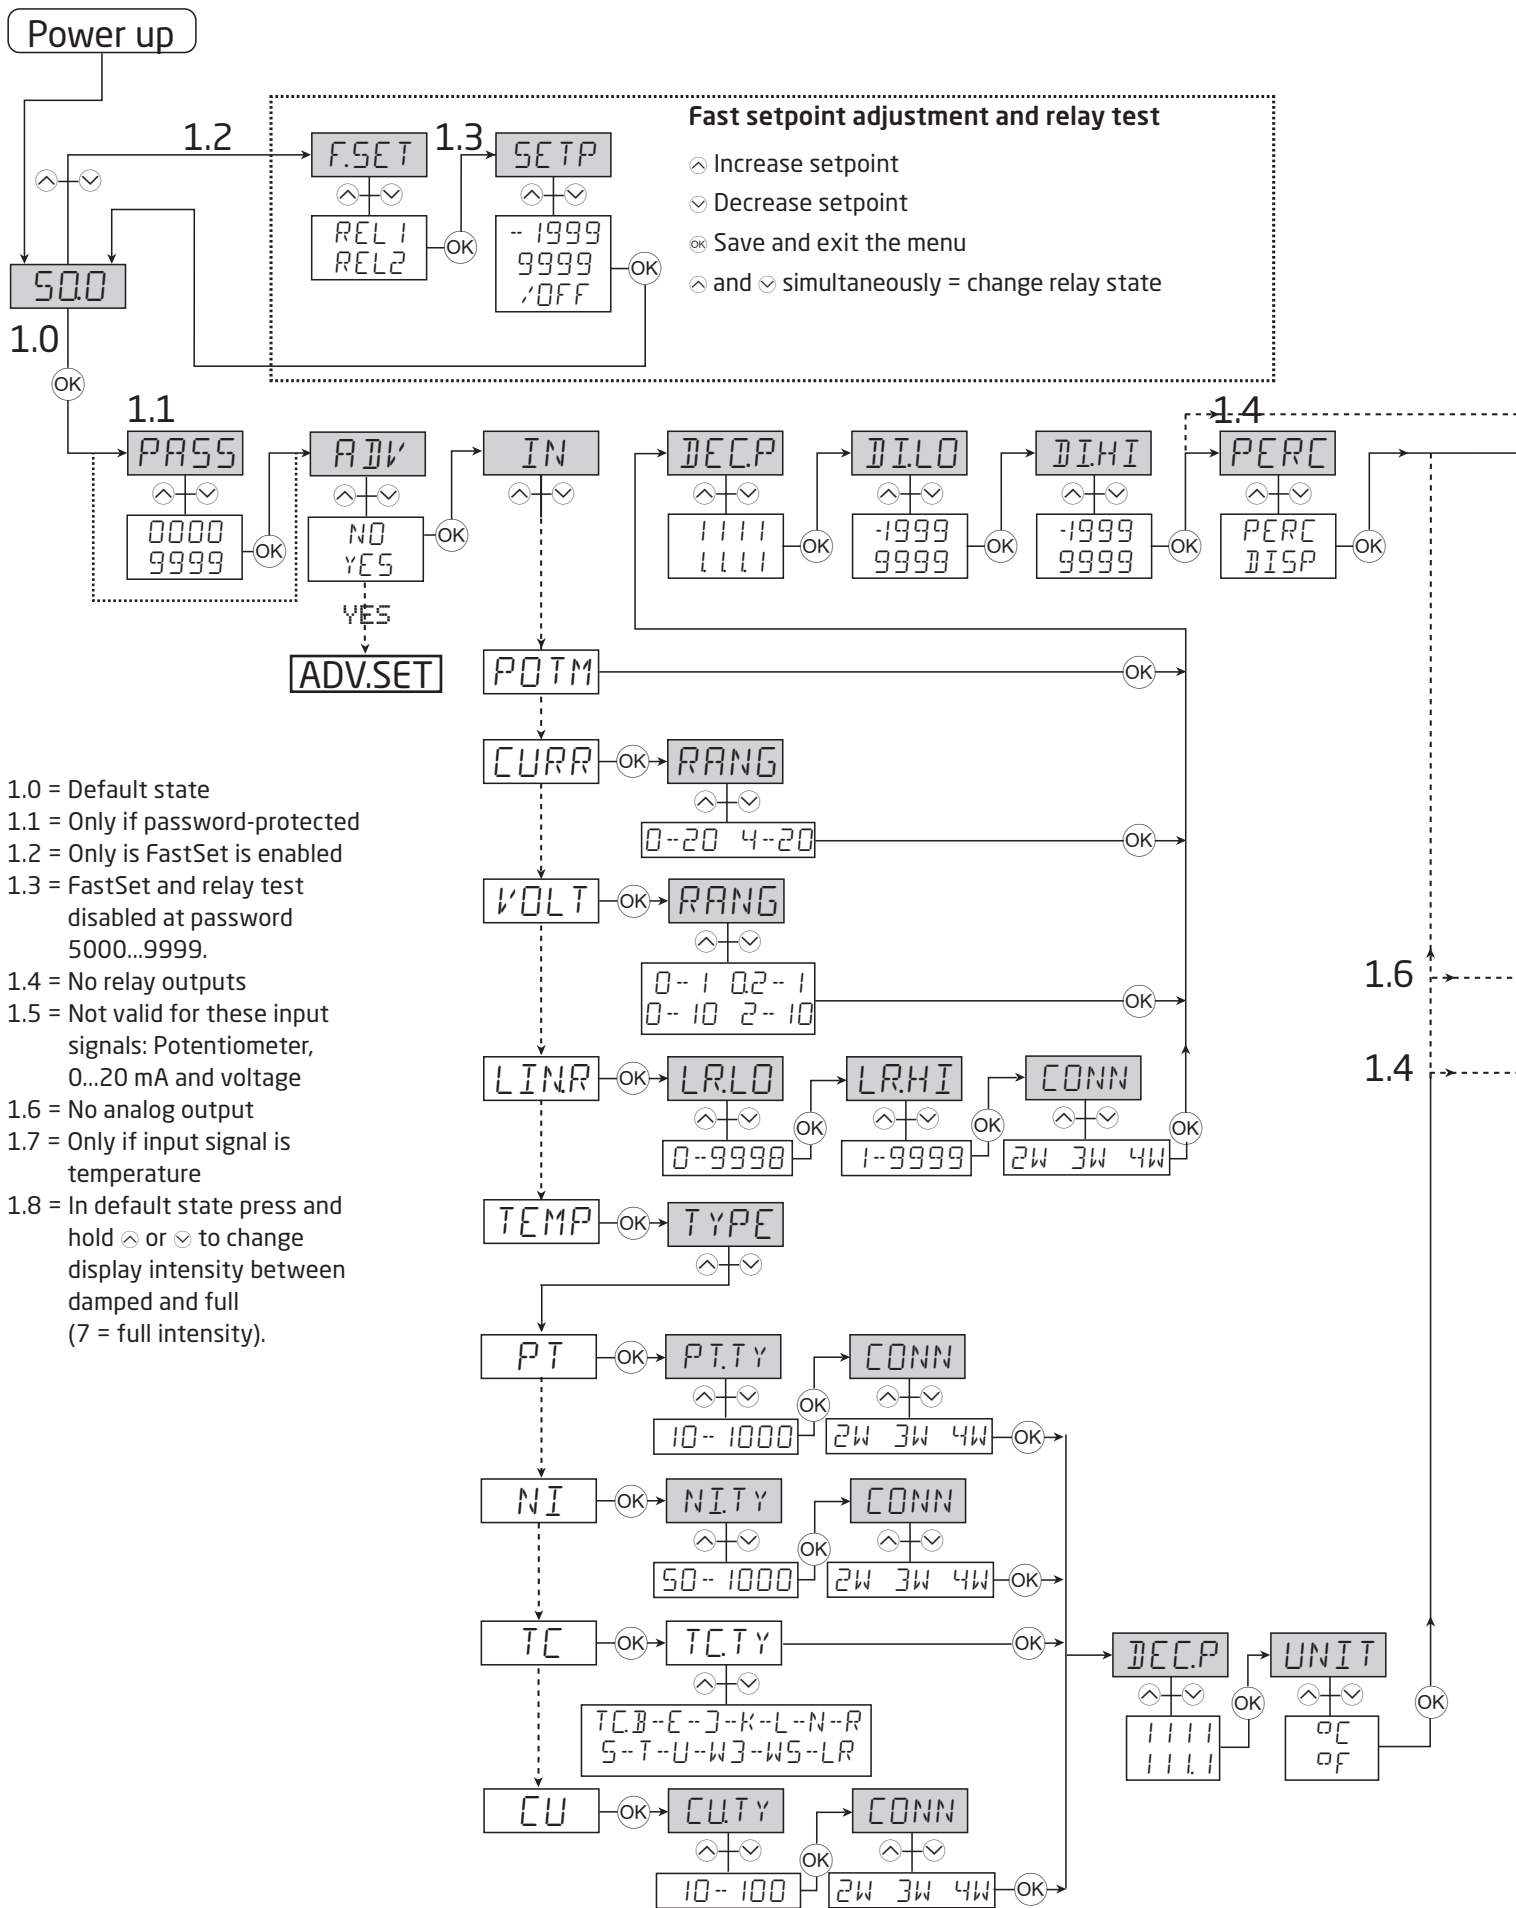 Power up
1.2
F.SET
REL1
REL2
OK
1.3
SETP
-1999
9999
/OFF
OK
Fast setpoint adjustment and relay test
Increase setpoint
Decrease setpoint
OK Save and exit the menu
and simultaneously = change relay state
50.0
1.0
OK
1.1
PASS
0000
9999
OK
ADV
NO
YES
OK
YES
ADV.SET
IN
DEC.P
1111
1.1.1.1
OK
DI.LO
-1999
9999
OK
DI.HI
-1999
9999
OK
1.4
PERC
PERC
DISP
OK
POTM
OK
CURR
OK
RANG
0-20 4-20
OK
VOLT
OK
RANG
0-1 0.2-1
0-10 2-10
OK
LIN.R
OK
LR.LO
0-9998
OK
LR.HI
1-9999
OK
CONN
2W 3W 4W
OK
TEMP
OK
TYPE
PT
OK
PT.TY
10-1000
OK
CONN
2W 3W 4W
OK
NI
OK
NI.TY
50-1000
OK
CONN
2W 3W 4W
OK
TC
OK
TC.TY
OK
TC.B-E-J-K-L-N-R
S-T-U-W3-W5-LR
CU
OK
CU.TY
10-100
OK
CONN
2W 3W 4W
OK
DEC.P
1111
111.1
OK
UNIT
°C
°F
OK
1.6
1.4
1.0 = Default state
1.1 = Only if password-protected
1.2 = Only is FastSet is enabled
1.3 = FastSet and relay test
disabled at password
5000...9999.
1.4 = No relay outputs
1.5 = Not valid for these input
signals: Potentiometer,
0...20 mA and voltage
1.6 = No analog output
1.7 = Only if input signal is
temperature
1.8 = In default state press and
hold or to change
display intensity between
damped and full
(7 = full intensity).